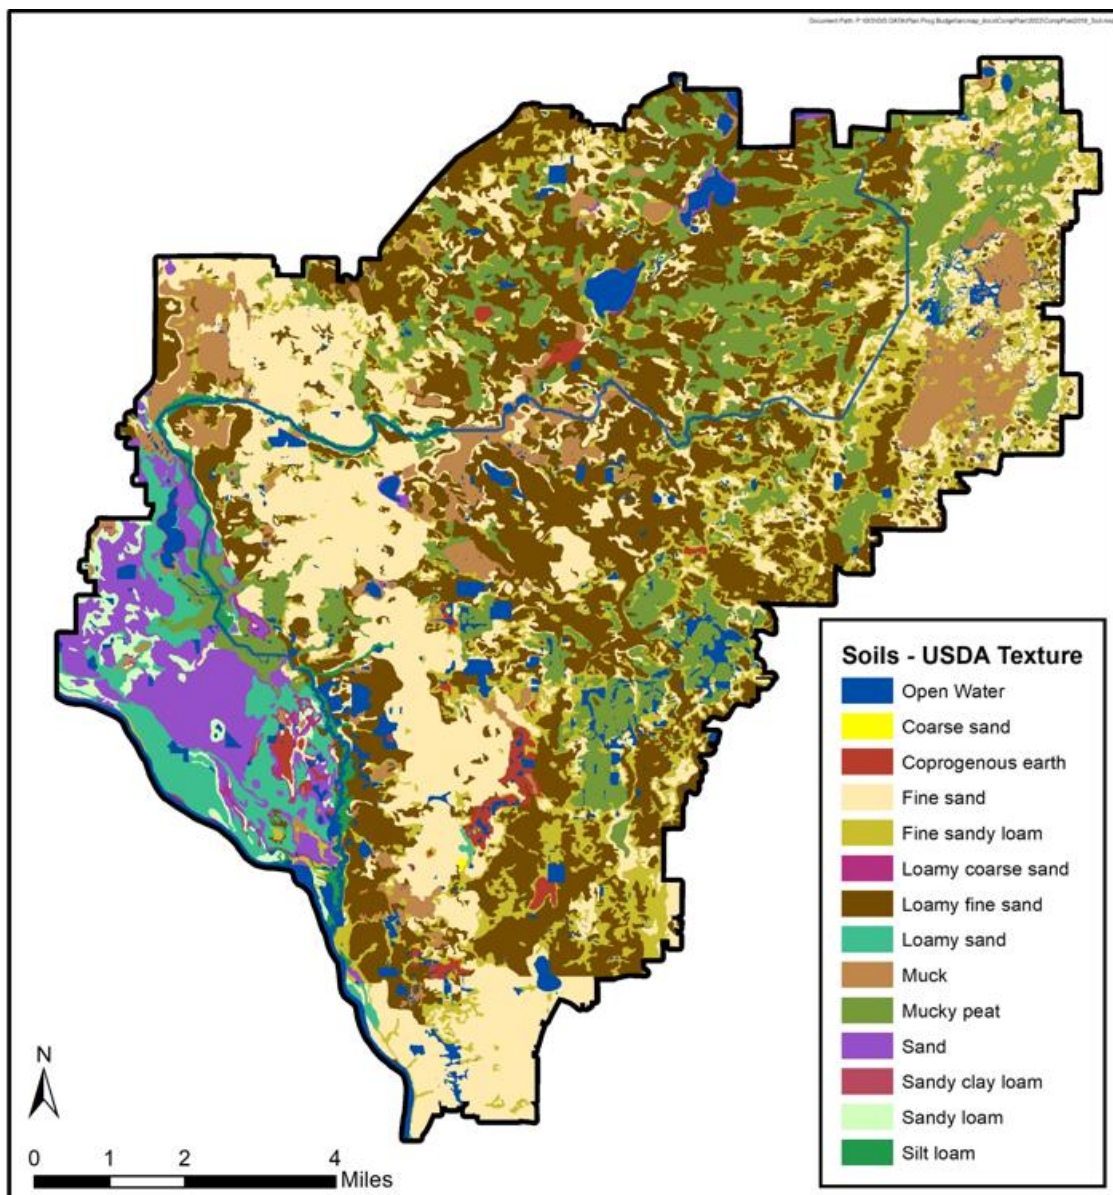 Soils - USDA Texture
Open Water
Coarse sand
Coprogenous earth
Fine sand
Fine sandy loam
Loamy coarse sand
Loamy fine sand
Loamy sand
Muck
Mucky peat
Sand
Sandy clay loam
Sandy loam
Silt loam
N
0 1 2 4
Miles